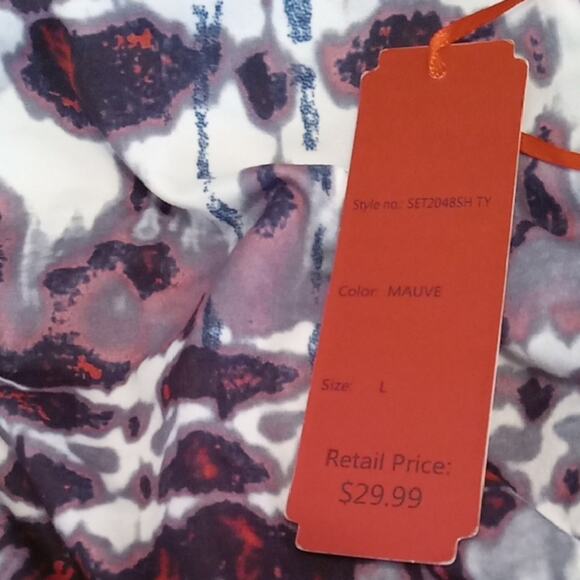 Style no.: SET2048SH TY
Color: MAUVE
Size: L
Retail Price:
$29.99